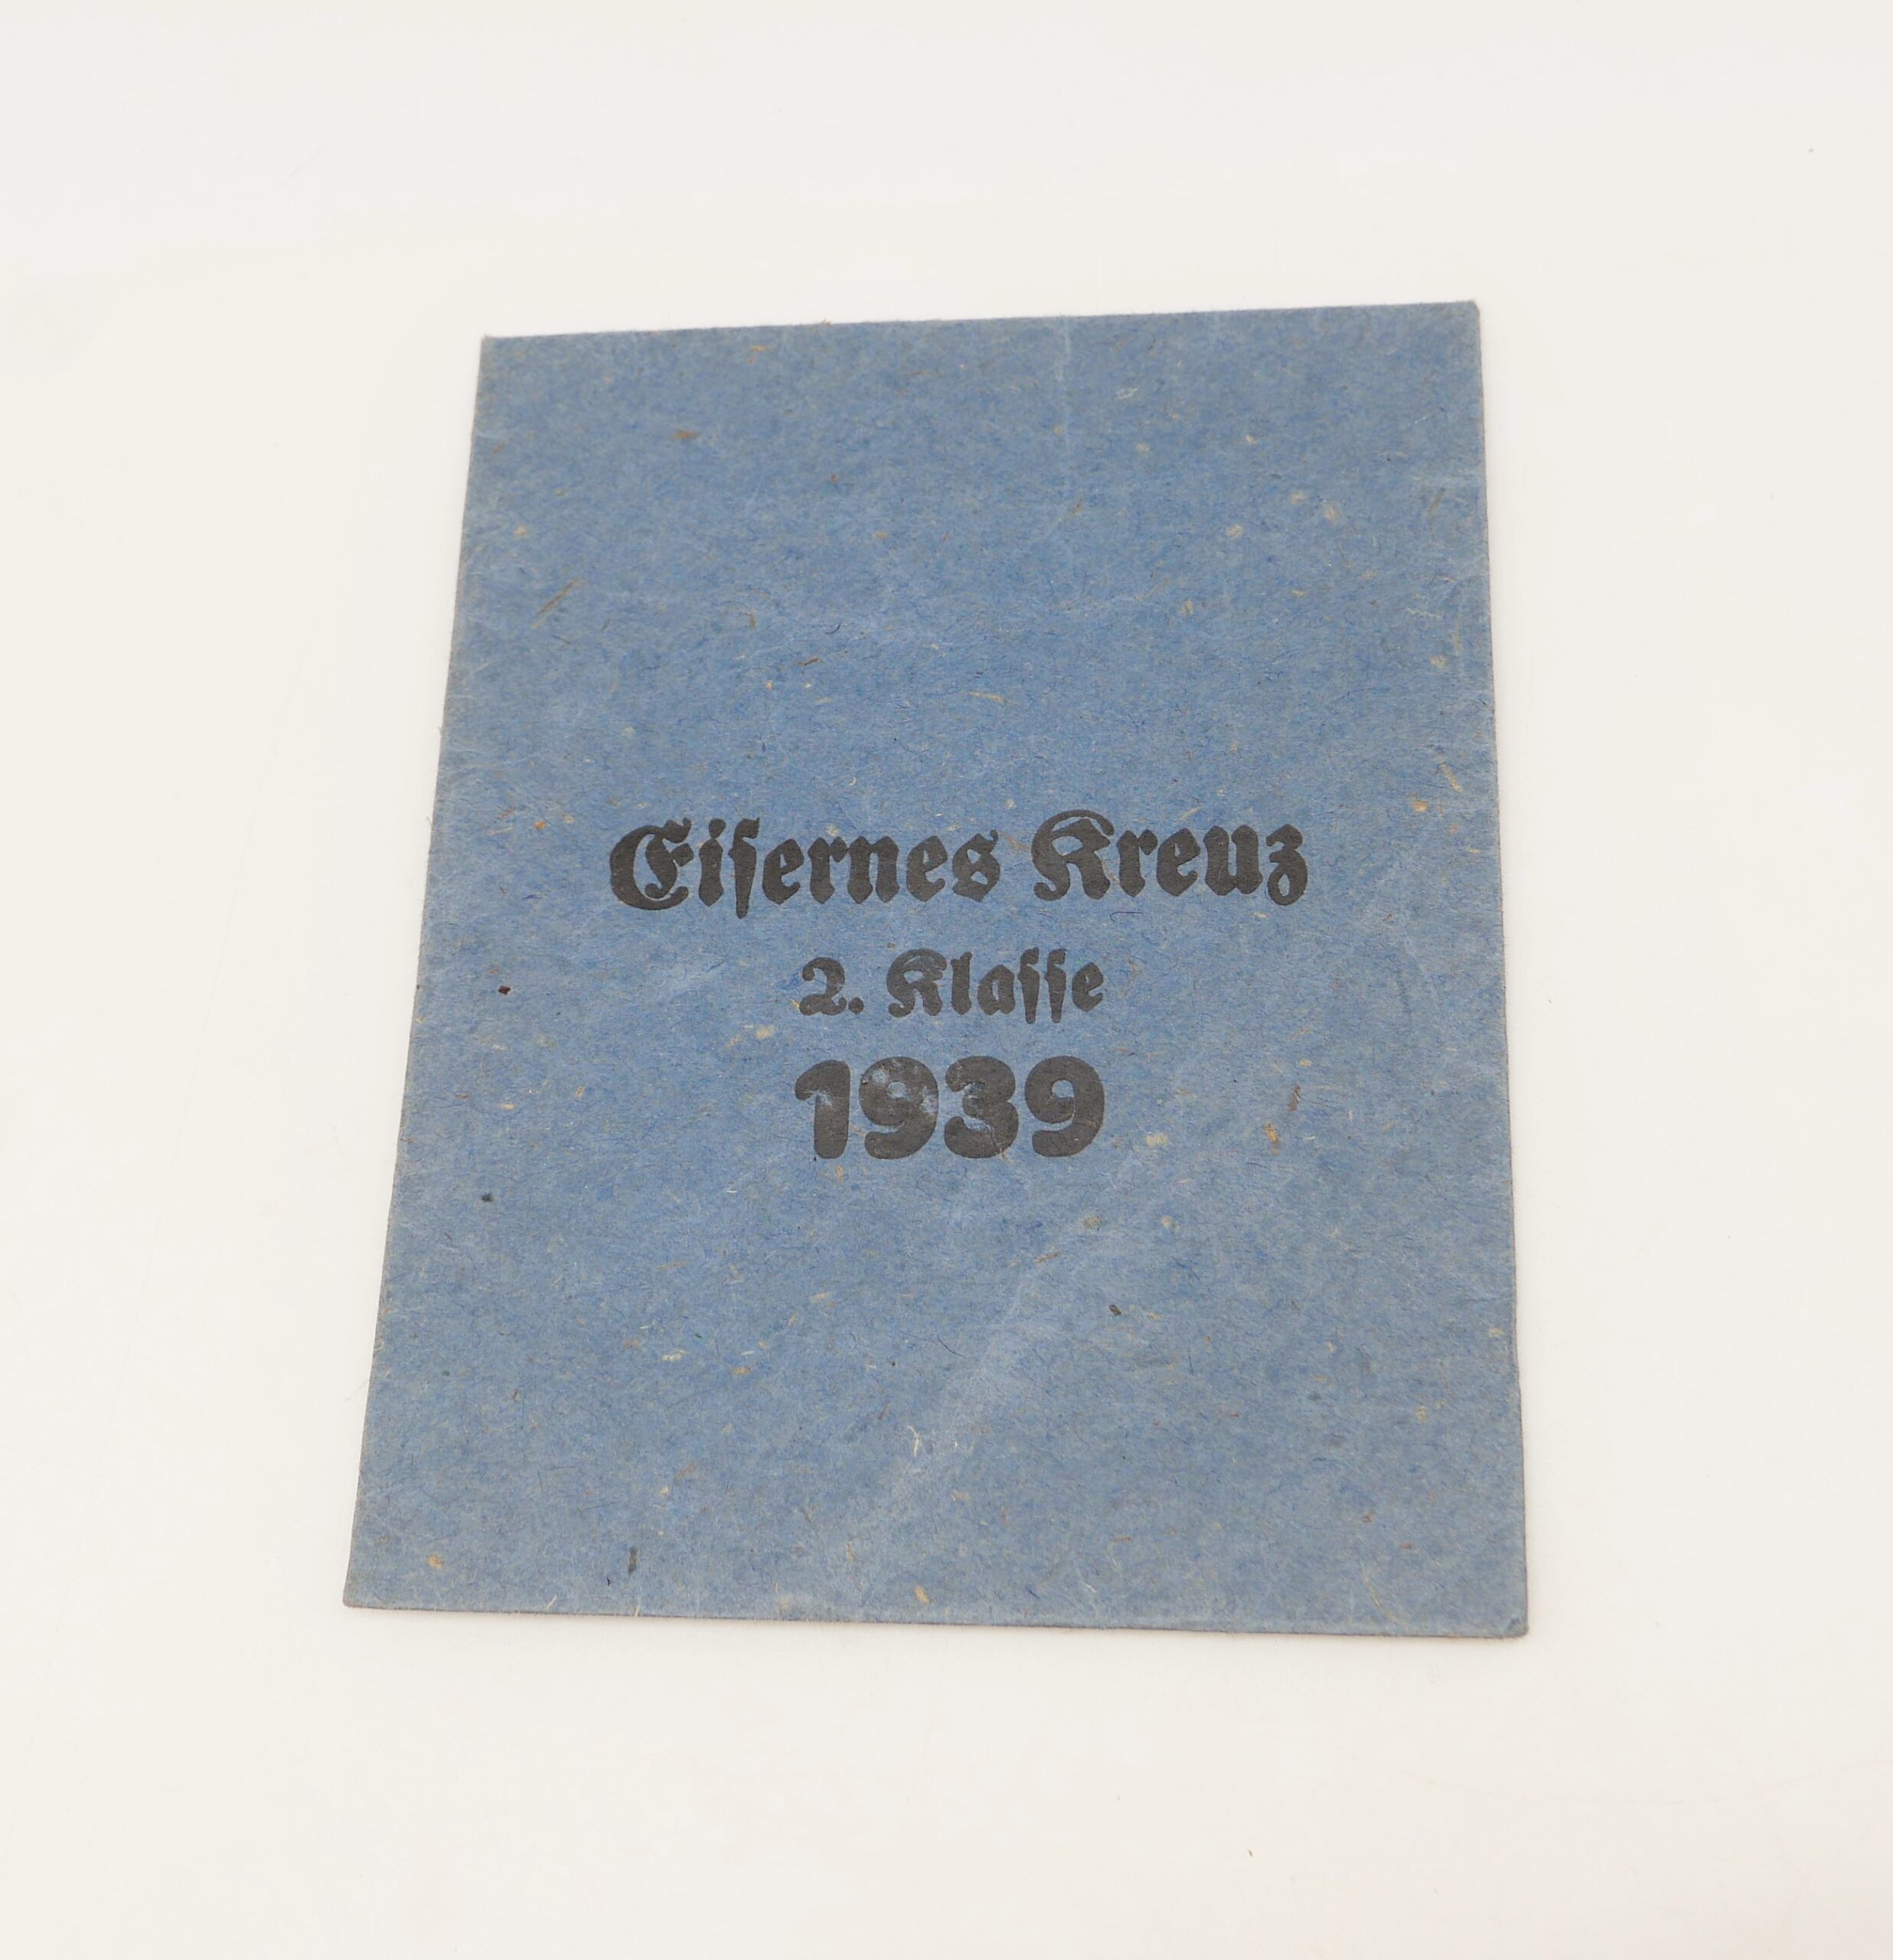 Eiſernes Kreuz
2. Klaſſe
1939